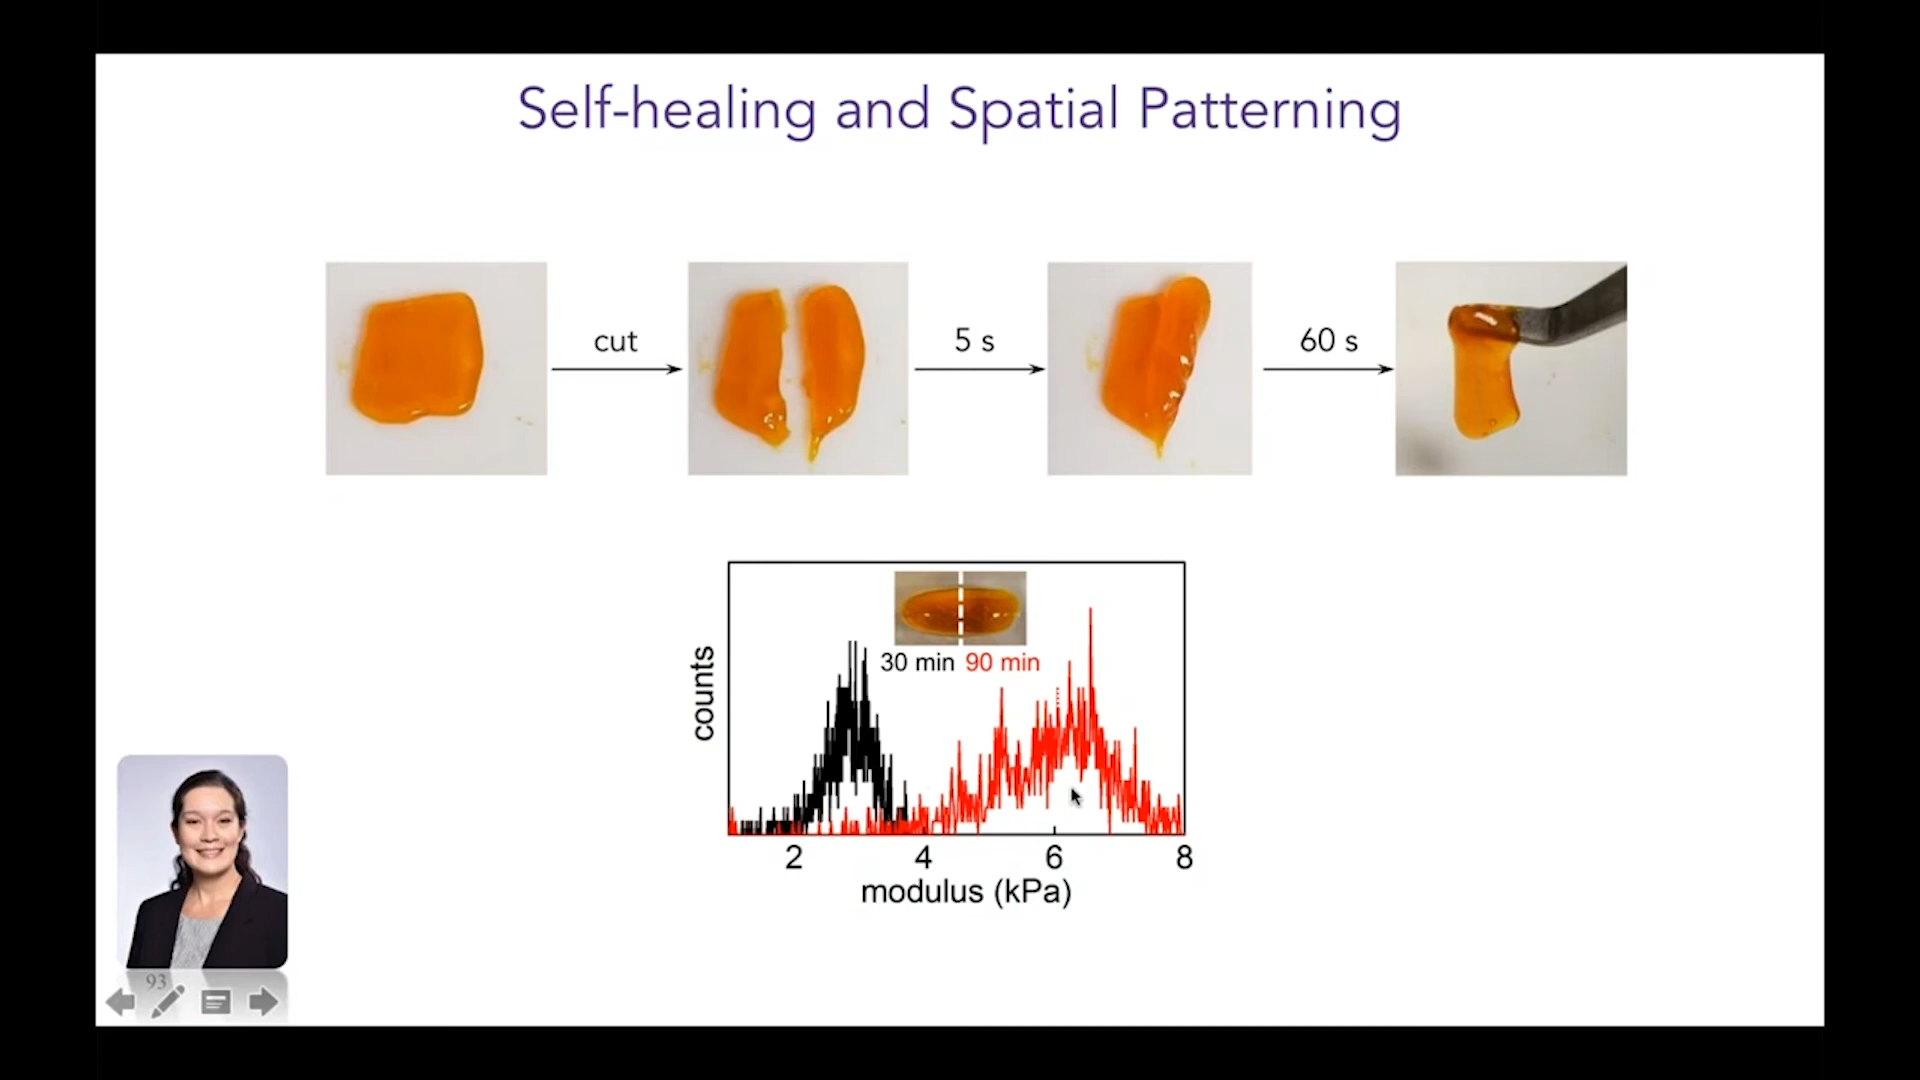 Self-healing and Spatial Patterning
cut
5 s
60 s
30 min 90 min
counts
2 4 6 8
modulus (kPa)
93